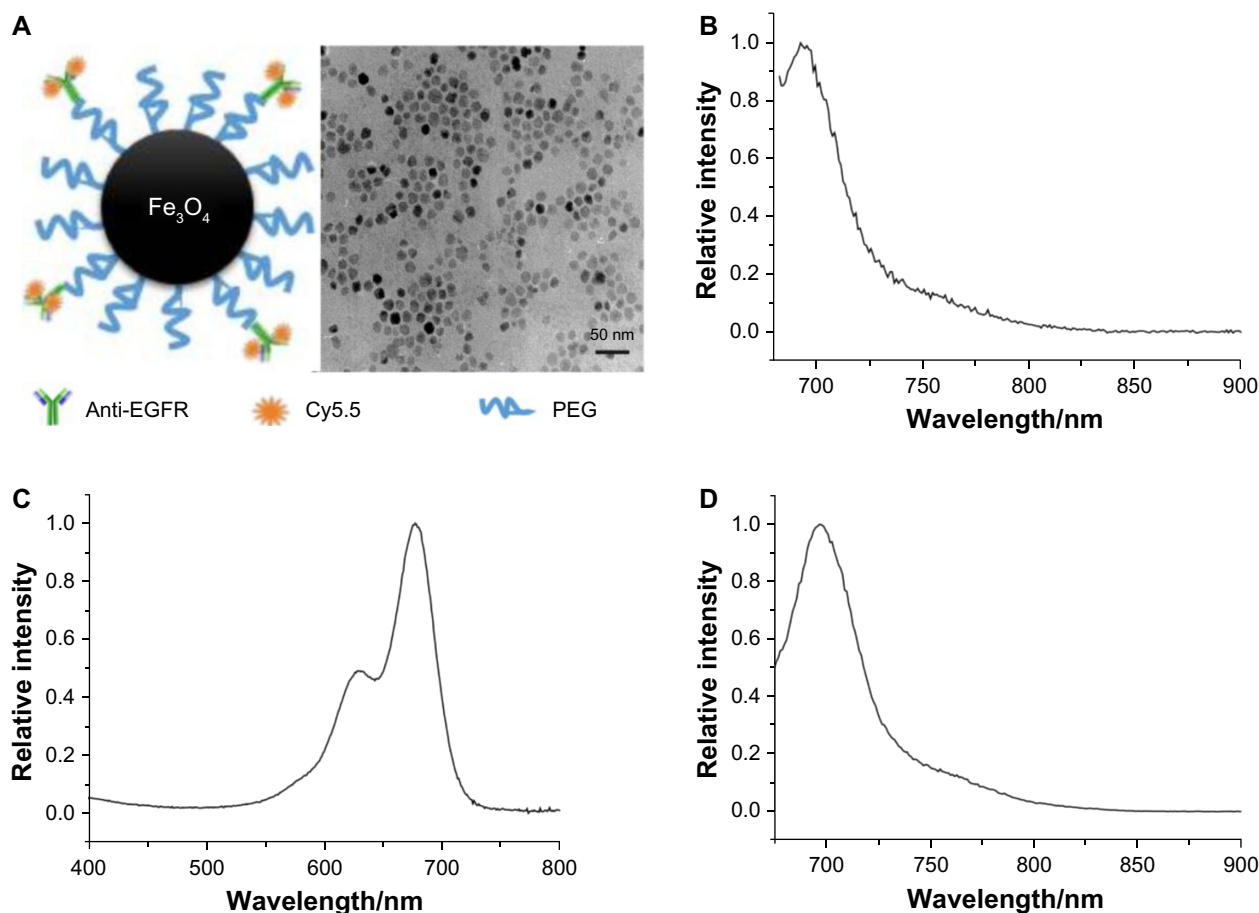 A
Fe3O4
50 nm
Anti-EGFR
Cy5.5
PEG
B
Relative intensity
1.0
0.8
0.6
0.4
0.2
0.0
700 750 800 850 900
Wavelength/nm
C
Relative intensity
1.0
0.8
0.6
0.4
0.2
0.0
400 500 600 700 800
Wavelength/nm
D
Relative intensity
1.0
0.8
0.6
0.4
0.2
0.0
700 750 800 850 900
Wavelength/nm